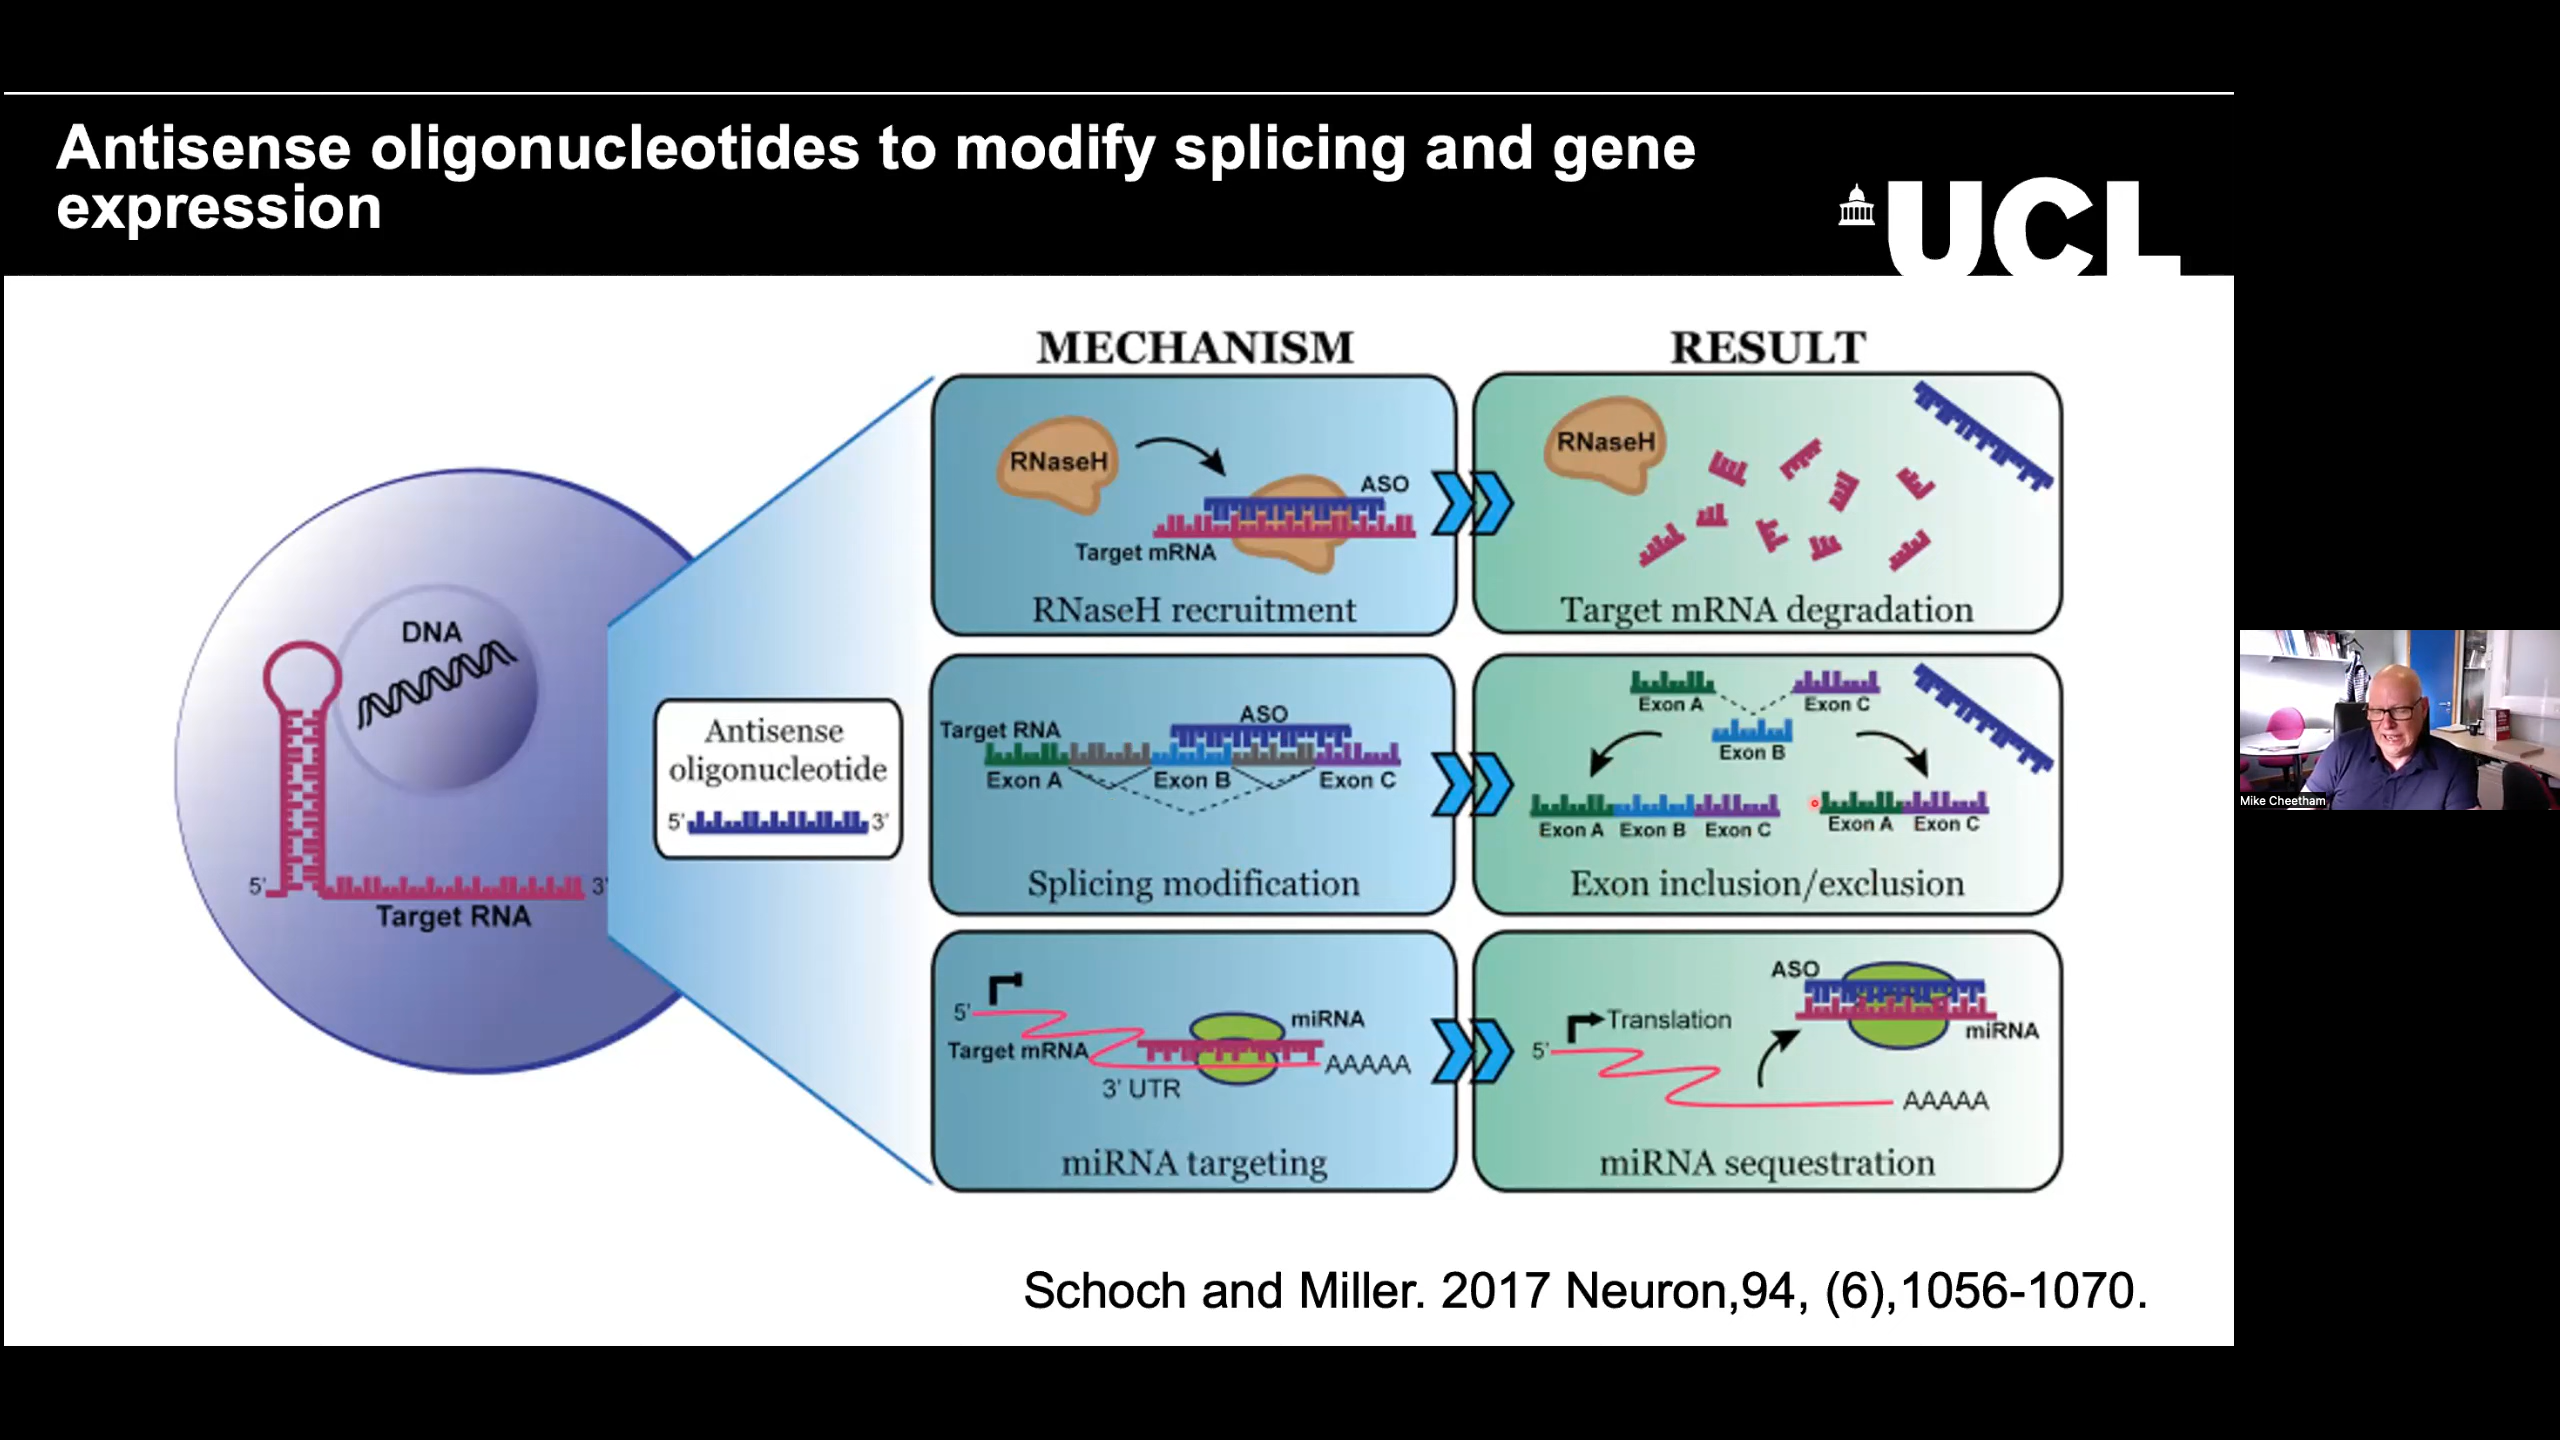 Antisense oligonucleotides to modify splicing and gene
expression
UCL
MECHANISM
RESULT
RNaseH
ASO
Target mRNA
RNaseH recruitment
RNaseH
Target mRNA degradation
DNA
5'
3'
Target RNA
Antisense
oligonucleotide
5'
3'
Target RNA
ASO
Exon A
Exon B
Exon C
Splicing modification
Exon A
Exon C
Exon B
Exon A Exon B Exon C
Exon A Exon C
Exon inclusion/exclusion
5'
miRNA
Target mRNA
AAAAA
3' UTR
miRNA targeting
ASO
Translation
miRNA
5'
AAAAA
miRNA sequestration
Schoch and Miller. 2017 Neuron,94, (6),1056-1070.
Mike Cheetham